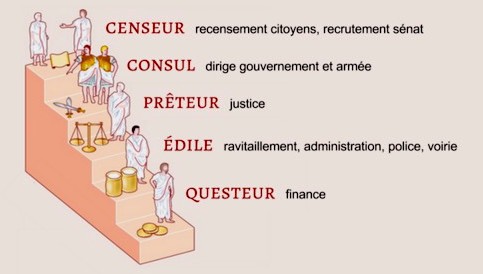 CENSEUR recensement citoyens, recrutement sénat
CONSUL dirige gouvernement et armée
PRÊTEUR justice
ÉDILE ravitaillement, administration, police, voirie
QUESTEUR finance